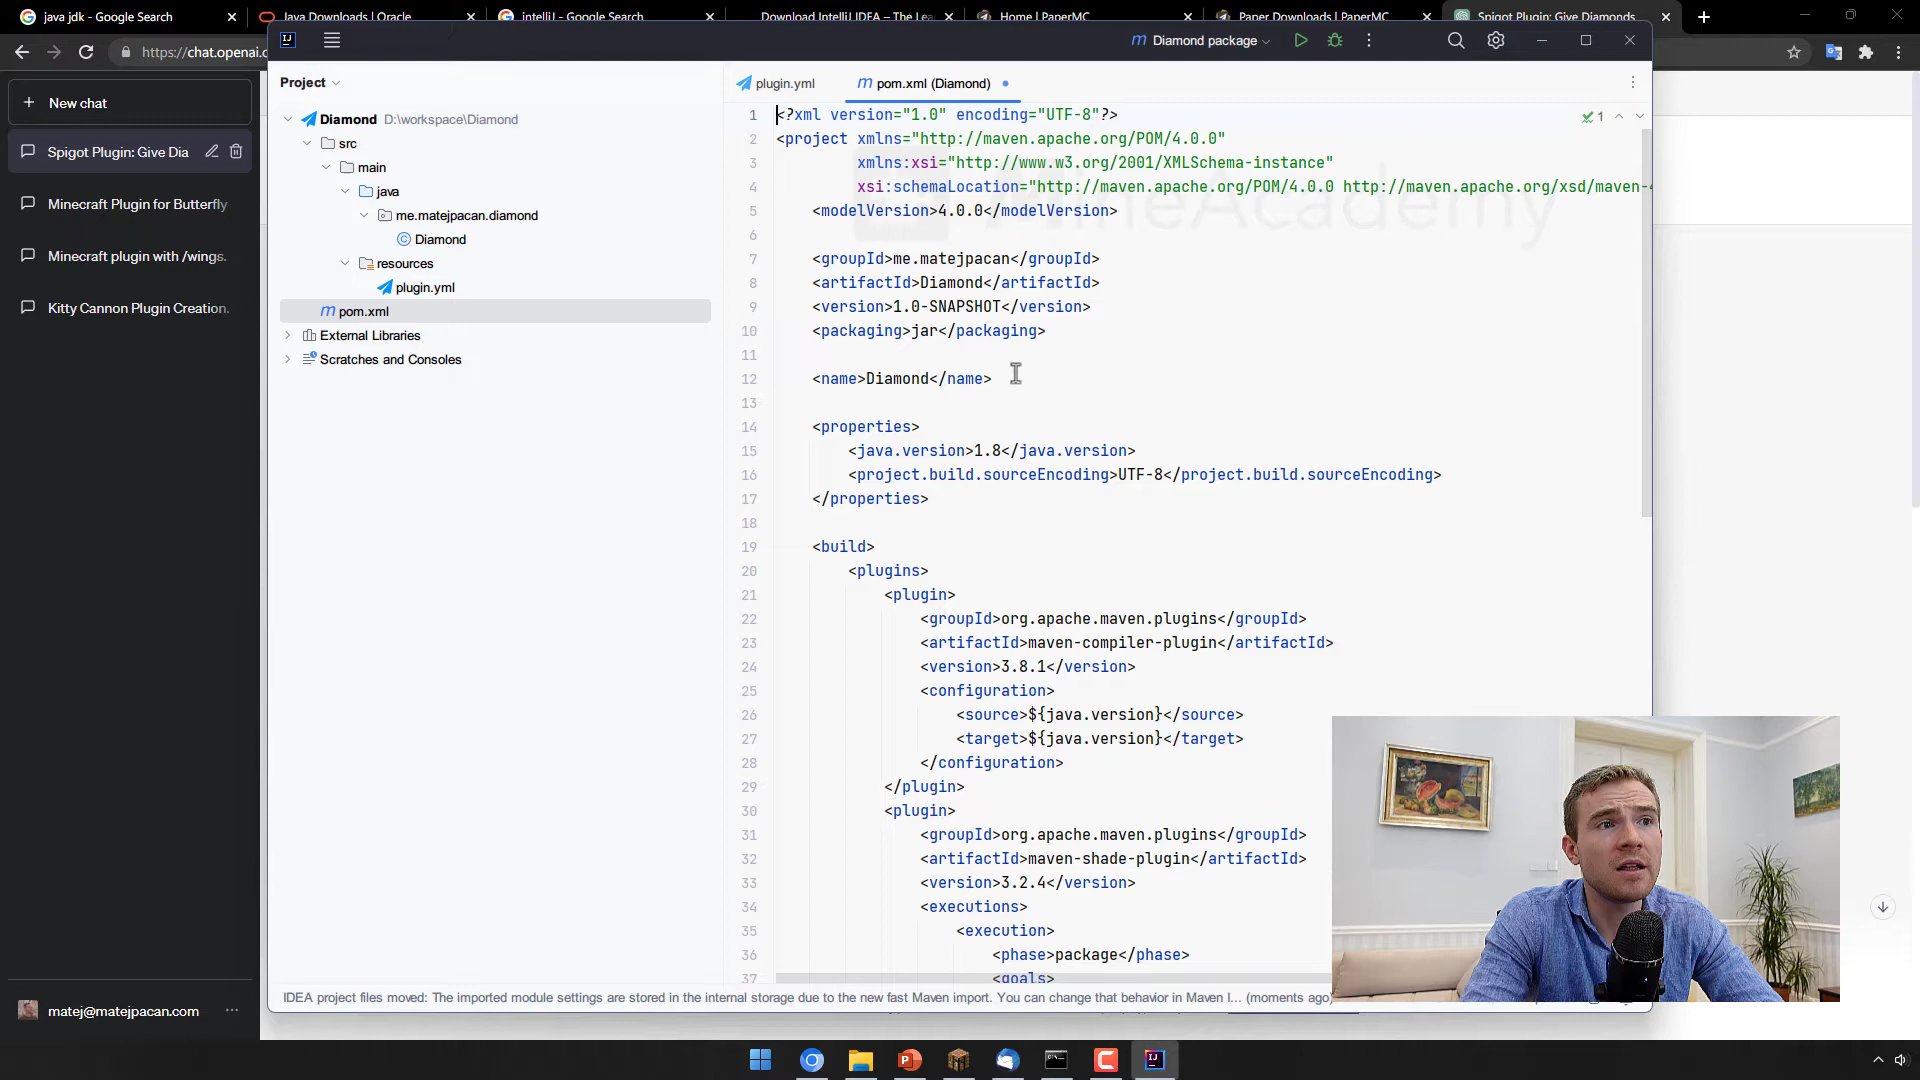 java jdk - Google Search
Java Downloads | Oracle
intelliJ - Google Search
Download IntelliJ IDEA – The Lea
Home | PaperMC
Paper Downloads | PaperMC
Spigot Plugin: Give Diamonds
https://chat.openai.c
New chat
Spigot Plugin: Give Dia
Minecraft Plugin for Butterfly
Minecraft plugin with /wings.
Kitty Cannon Plugin Creation.
matej@matejpacan.com
Diamond package
Project
Diamond D:\workspace\Diamond
src
main
java
me.matejpacan.diamond
Diamond
resources
plugin.yml
pom.xml
External Libraries
Scratches and Consoles
plugin.yml
pom.xml (Diamond)
MineAcademy
1
1 <?xml version="1.0" encoding="UTF-8"?>
2 <project xmlns="http://maven.apache.org/POM/4.0.0"
3 xmlns:xsi="http://www.w3.org/2001/XMLSchema-instance"
4 xsi:schemaLocation="http://maven.apache.org/POM/4.0.0 http://maven.apache.org/xsd/maven-4
5 <modelVersion>4.0.0</modelVersion>
6
7 <groupId>me.matejpacan</groupId>
8 <artifactId>Diamond</artifactId>
9 <version>1.0-SNAPSHOT</version>
10 <packaging>jar</packaging>
11
12 <name>Diamond</name>
13
14 <properties>
15 <java.version>1.8</java.version>
16 <project.build.sourceEncoding>UTF-8</project.build.sourceEncoding>
17 </properties>
18
19 <build>
20 <plugins>
21 <plugin>
22 <groupId>org.apache.maven.plugins</groupId>
23 <artifactId>maven-compiler-plugin</artifactId>
24 <version>3.8.1</version>
25 <configuration>
26 <source>${java.version}</source>
27 <target>${java.version}</target>
28 </configuration>
29 </plugin>
30 <plugin>
31 <groupId>org.apache.maven.plugins</groupId>
32 <artifactId>maven-shade-plugin</artifactId>
33 <version>3.2.4</version>
34 <executions>
35 <execution>
36 <phase>package</phase>
37 <goals>
IDEA project files moved: The imported module settings are stored in the internal storage due to the new fast Maven import. You can change that behavior in Maven I... (moments ago)